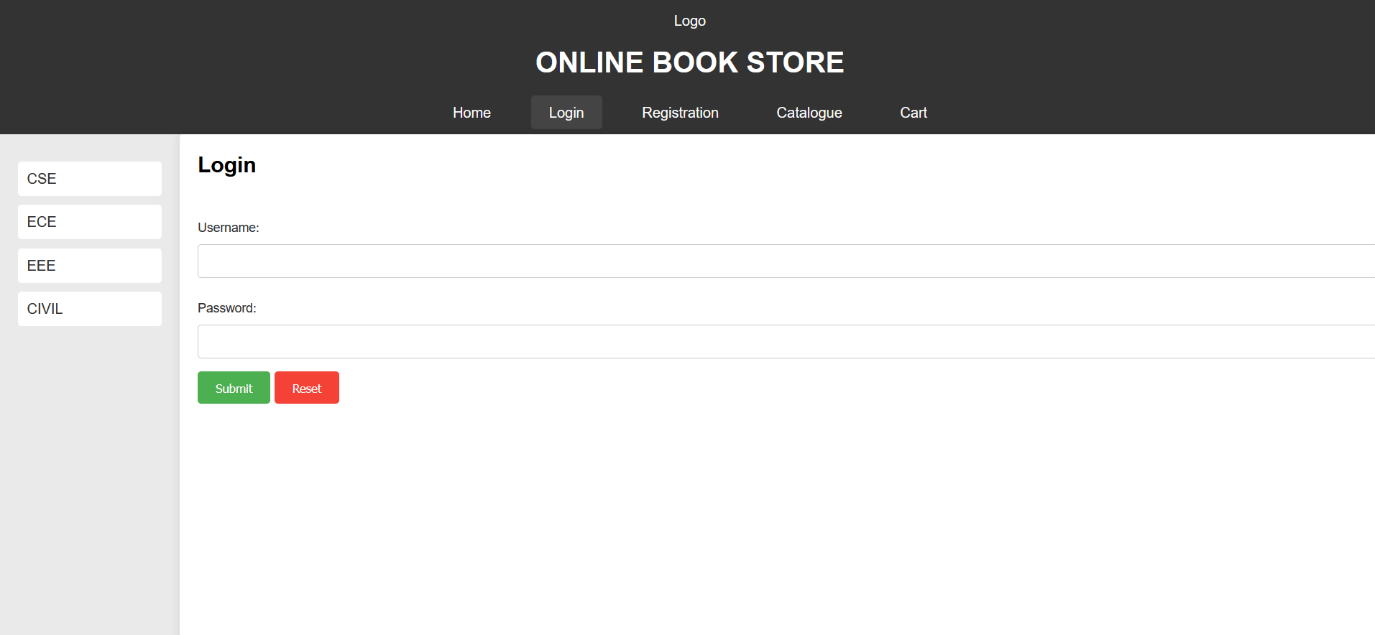 Logo
ONLINE BOOK STORE
Home Login Registration Catalogue Cart
CSE
ECE
EEE
CIVIL
Login
Username:
Password:
Submit Reset